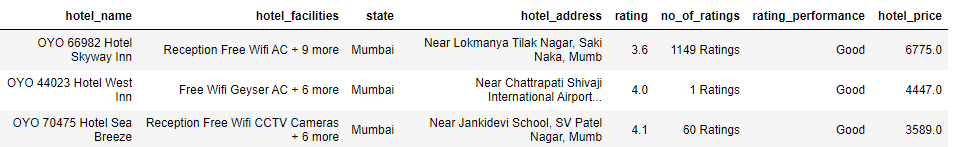 hotel_name hotel_facilities state hotel_address rating no_of_ratings rating_performance hotel_price
OYO 66982 Hotel Skyway Inn Reception Free Wifi AC + 9 more Mumbai Near Lokmanya Tilak Nagar, Saki Naka, Mumb 3.6 1149 Ratings Good 6775.0
OYO 44023 Hotel West Inn Free Wifi Geyser AC + 6 more Mumbai Near Chattrapati Shivaji International Airport... 4.0 1 Ratings Good 4447.0
OYO 70475 Hotel Sea Breeze Reception Free Wifi CCTV Cameras + 6 more Mumbai Near Jankidevi School, SV Patel Nagar, Mumb 4.1 60 Ratings Good 3589.0